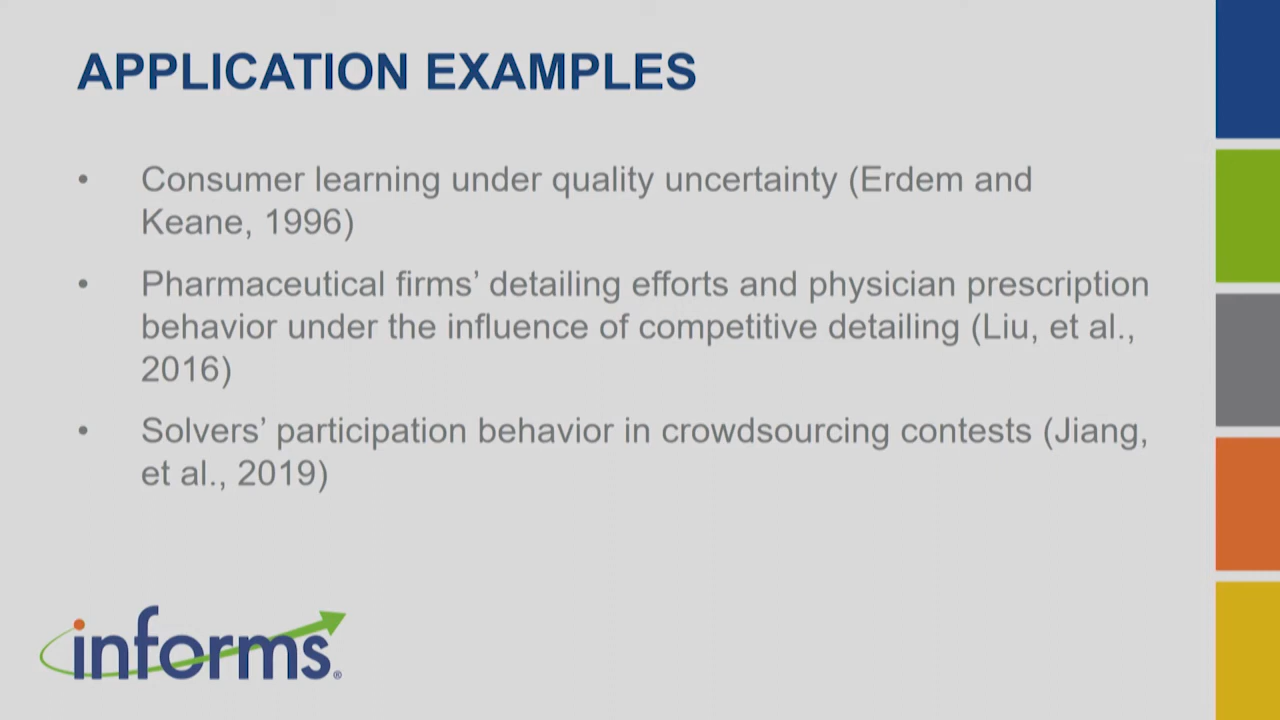 APPLICATION EXAMPLES
• Consumer learning under quality uncertainty (Erdem and
Keane, 1996)
• Pharmaceutical firms’ detailing efforts and physician prescription
behavior under the influence of competitive detailing (Liu, et al.,
2016)
• Solvers’ participation behavior in crowdsourcing contests (Jiang,
et al., 2019)
informs®